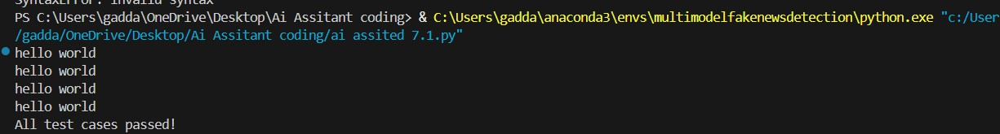 SyntaxError: invalid syntax
PS C:\Users\gadda\OneDrive\Desktop\Ai Assitant coding> & C:\Users\gadda\anaconda3\envs\multimodelfakenewsdetection\python.exe "c:/User
/gadda/OneDrive/Desktop/Ai Assitant coding/ai assited 7.1.py"
hello world
hello world
hello world
hello world
All test cases passed!